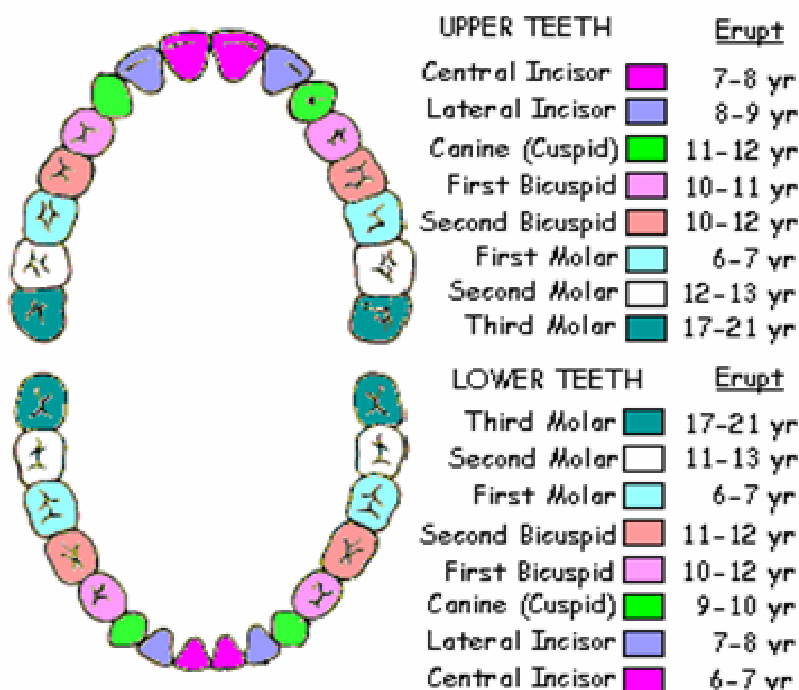 UPPER TEETH Erupt
Central Incisor 7-8 yr
Lateral Incisor 8-9 yr
Canine (Cuspid) 11-12 yr
First Bicuspid 10-11 yr
Second Bicuspid 10-12 yr
First Molar 6-7 yr
Second Molar 12-13 yr
Third Molar 17-21 yr
LOWER TEETH Erupt
Third Molar 17-21 yr
Second Molar 11-13 yr
First Molar 6-7 yr
Second Bicuspid 11-12 yr
First Bicuspid 10-12 yr
Canine (Cuspid) 9-10 yr
Lateral Incisor 7-8 yr
Central Incisor 6-7 yr